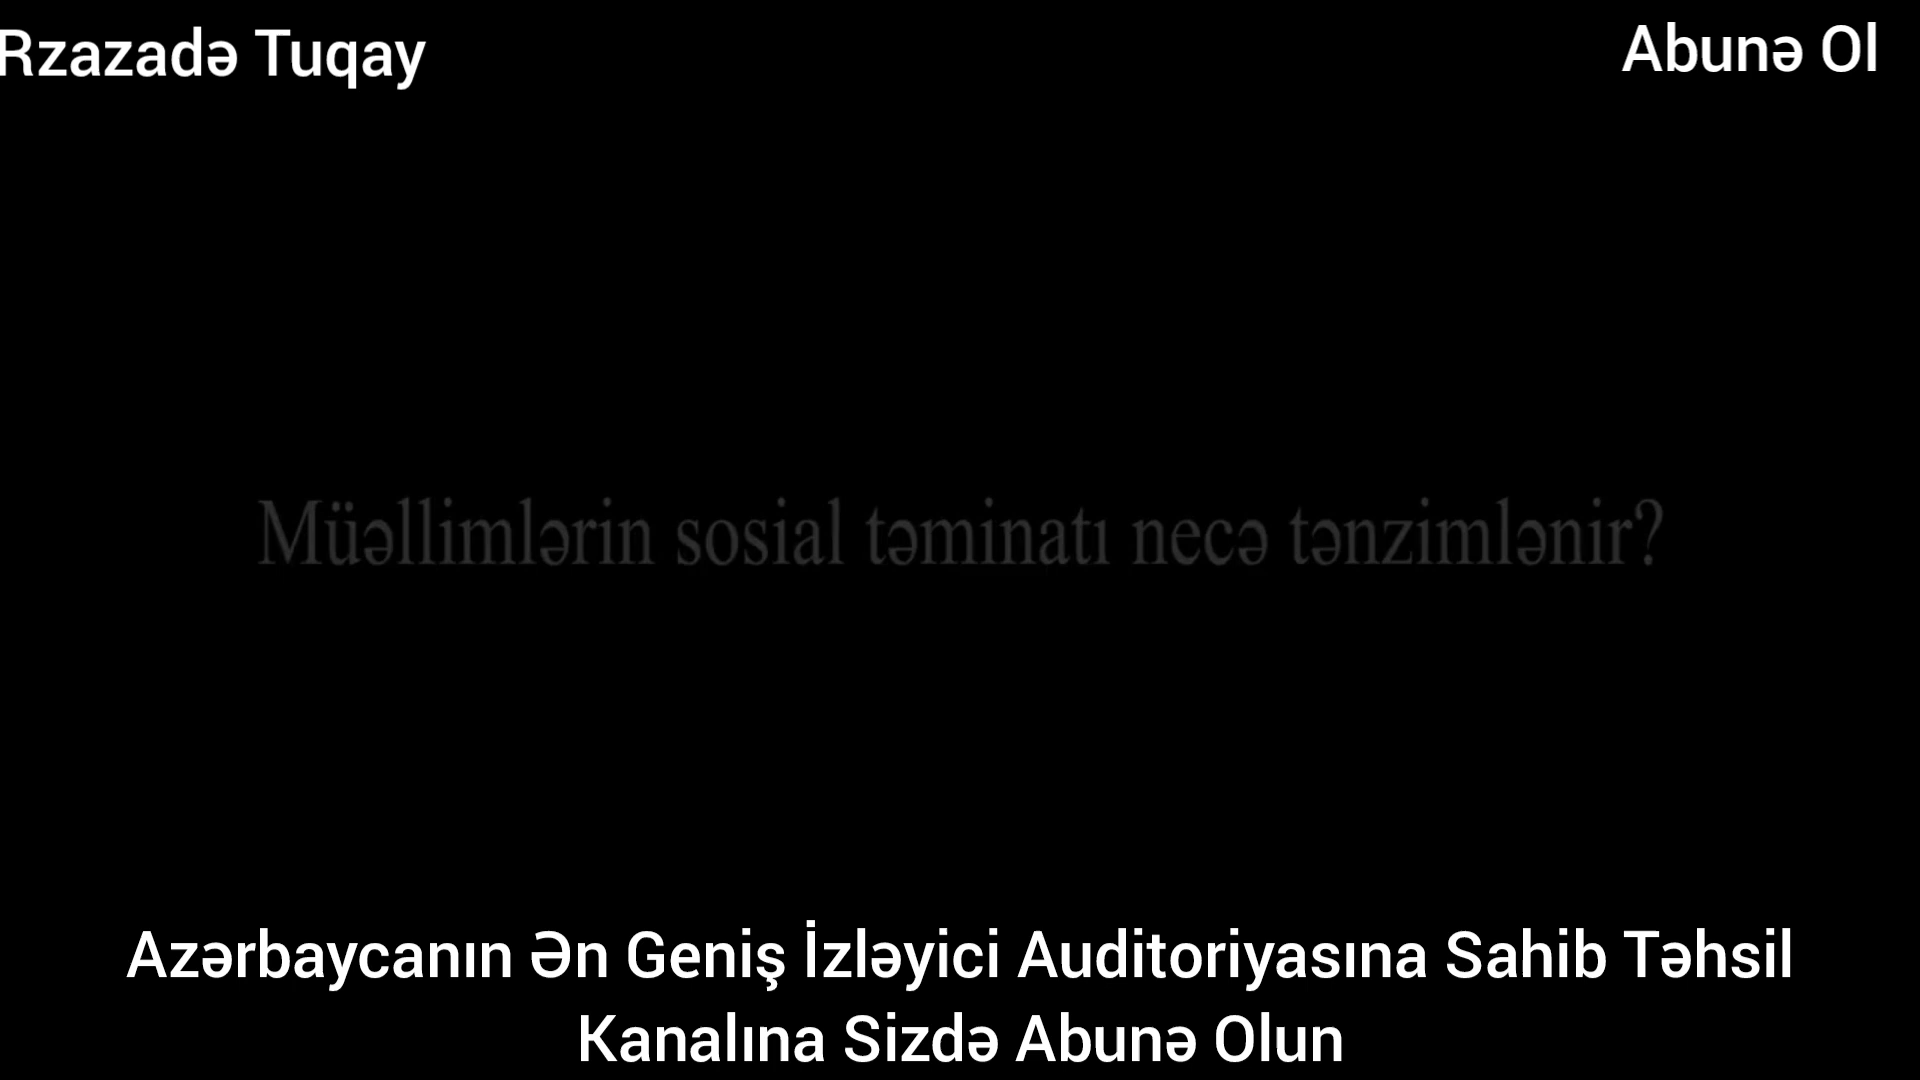 Rzazadə Tuqay
Abunə Ol
Müəllimlərin sosial təminatı necə tənzimlənir?
Azərbaycanın Ən Geniş İzləyici Auditoriyasına Sahib Təhsil
Kanalına Sizdə Abunə Olun